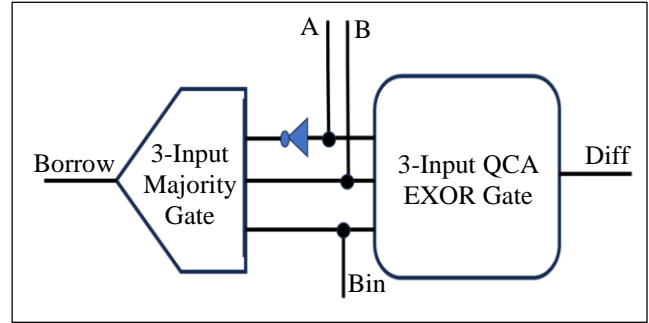 A B
Borrow
3-Input
Majority
Gate
3-Input QCA
EXOR Gate
Diff
Bin